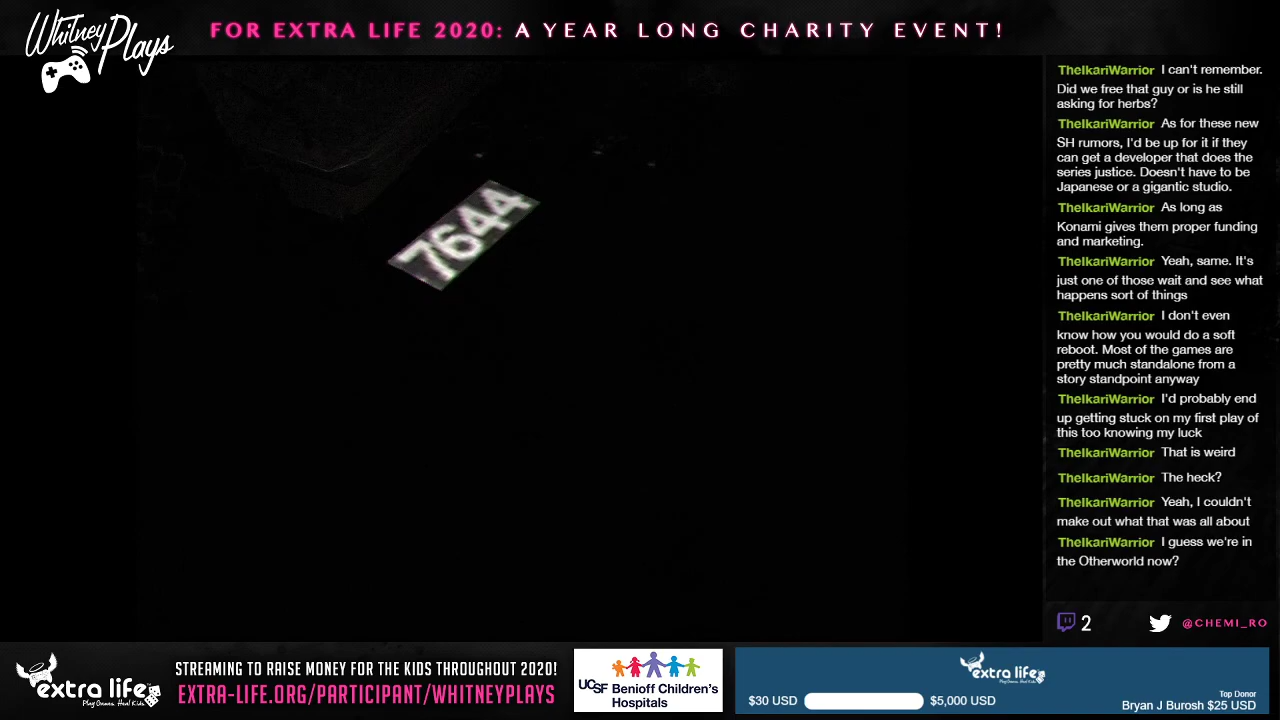 Whitney Plays
FOR EXTRA LIFE 2020: A YEAR LONG CHARITY EVENT!
7644
TheIkariWarrior I can't remember.
Did we free that guy or is he still
asking for herbs?
TheIkariWarrior As for these new
SH rumors, I'd be up for it if they
can get a developer that does the
series justice. Doesn't have to be
Japanese or a gigantic studio.
TheIkariWarrior As long as
Konami gives them proper funding
and marketing.
TheIkariWarrior Yeah, same. It's
just one of those wait and see what
happens sort of things
TheIkariWarrior I don't even
know how you would do a soft
reboot. Most of the games are
pretty much standalone from a
story standpoint anyway
TheIkariWarrior I'd probably end
up getting stuck on my first play of
this too knowing my luck
TheIkariWarrior That is weird
TheIkariWarrior The heck?
TheIkariWarrior Yeah, I couldn't
make out what that was all about
TheIkariWarrior I guess we're in
the Otherworld now?
2
@CHEMI_RO
extra life
Play Games. Heal Kids.
STREAMING TO RAISE MONEY FOR THE KIDS THROUGHOUT 2020!
EXTRA-LIFE.ORG/PARTICIPANT/WHITNEYPLAYS
UCSF Benioff Children's
Hospitals
extra life
Play Games. Heal Kids.
$30 USD
$5,000 USD
Top Donor
Bryan J Burosh $25 USD